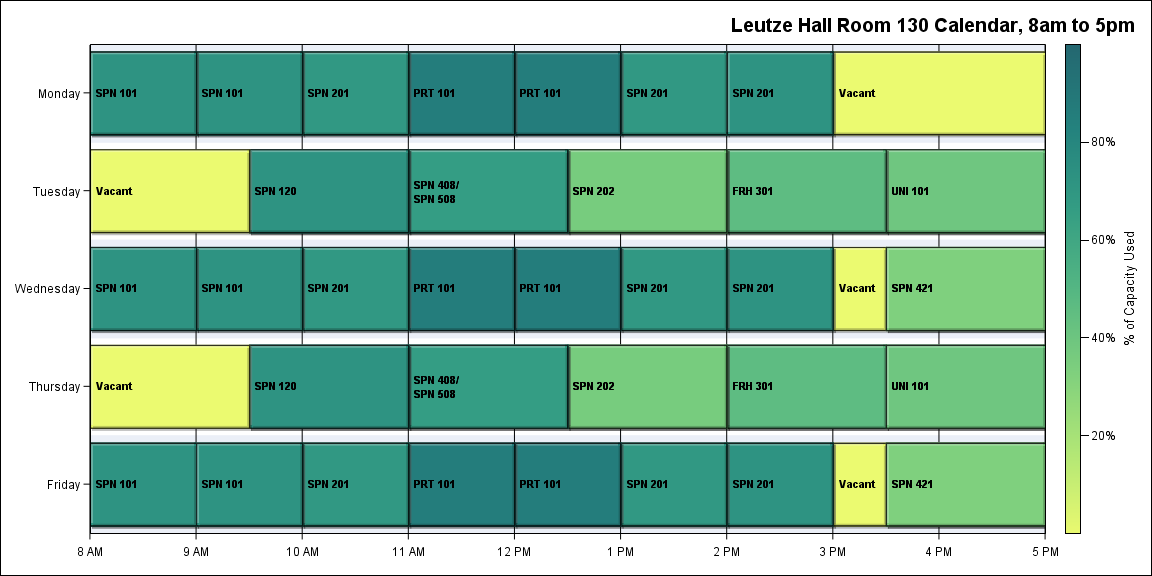 Leutze Hall Room 130 Calendar, 8am to 5pm
Monday
SPN 101
SPN 101
SPN 201
PRT 101
PRT 101
SPN 201
SPN 201
Vacant
Tuesday
Vacant
SPN 120
SPN 408/
SPN 508
SPN 202
FRH 301
UNI 101
Wednesday
SPN 101
SPN 101
SPN 201
PRT 101
PRT 101
SPN 201
SPN 201
Vacant
SPN 421
Thursday
Vacant
SPN 120
SPN 408/
SPN 508
SPN 202
FRH 301
UNI 101
Friday
SPN 101
SPN 101
SPN 201
PRT 101
PRT 101
SPN 201
SPN 201
Vacant
SPN 421
8 AM
9 AM
10 AM
11 AM
12 PM
1 PM
2 PM
3 PM
4 PM
5 PM
80%
60%
40%
20%
% of Capacity Used